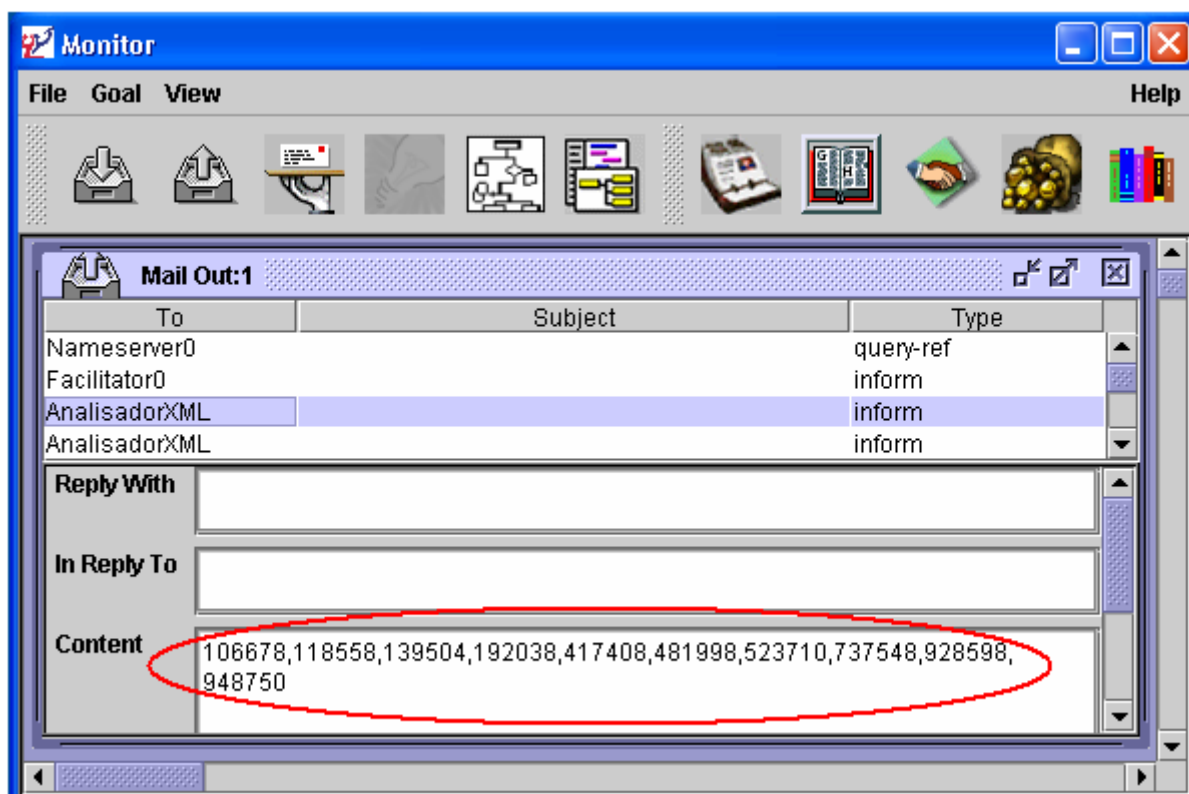 Monitor
File Goal View Help
Mail Out:1
To Subject Type
Nameserver0 query-ref
Facilitator0 inform
AnalisadorXML inform
AnalisadorXML inform
Reply With
In Reply To
Content
106678,118558,139504,192038,417408,481998,523710,737548,928598,
948750